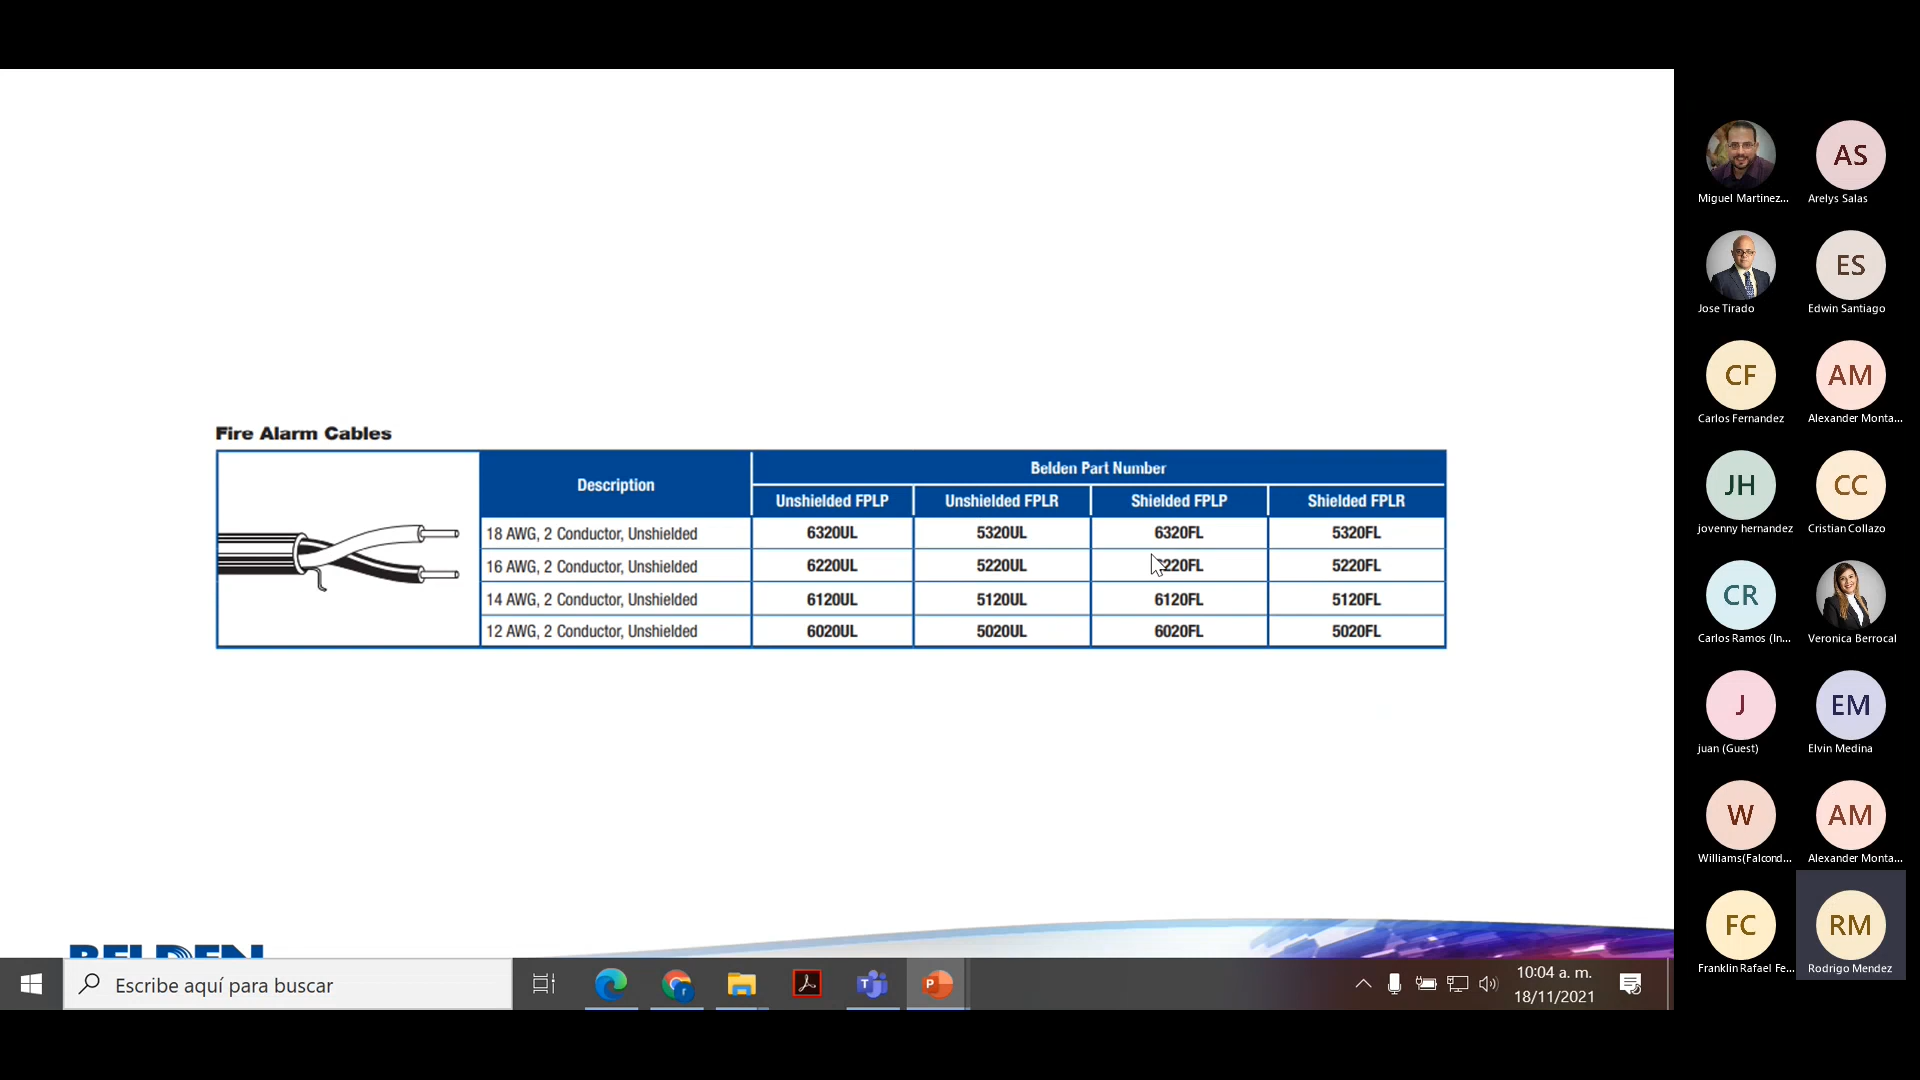 Fire Alarm Cables
Description
Belden Part Number
Unshielded FPLP Unshielded FPLR Shielded FPLP Shielded FPLR
18 AWG, 2 Conductor, Unshielded 6320UL 5320UL 6320FL 5320FL
16 AWG, 2 Conductor, Unshielded 6220UL 5220UL 220FL 5220FL
14 AWG, 2 Conductor, Unshielded 6120UL 5120UL 6120FL 5120FL
12 AWG, 2 Conductor, Unshielded 6020UL 5020UL 6020FL 5020FL
BELDEN
Escribe aquí para buscar
10:04 a. m.
18/11/2021
AS
Miguel Martinez... Arelys Salas
ES
Jose Tirado Edwin Santiago
CF AM
Carlos Fernandez Alexander Monta...
JH CC
jovenny hernandez Cristian Collazo
CR
Carlos Ramos (In... Veronica Berrocal
J EM
juan (Guest) Elvin Medina
W AM
Williams(Falcond... Alexander Monta...
FC RM
Franklin Rafael Fe... Rodrigo Mendez